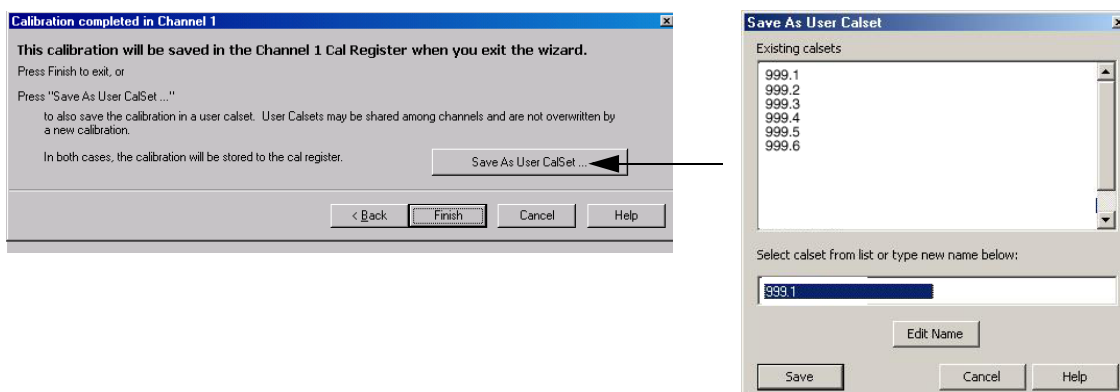 Calibration completed in Channel 1
This calibration will be saved in the Channel 1 Cal Register when you exit the wizard.
Press Finish to exit, or
Press "Save As User CalSet ..."
to also save the calibration in a user calset. User Calsets may be shared among channels and are not overwritten by
a new calibration.
In both cases, the calibration will be stored to the cal register.
Save As User CalSet ...
< Back
Finish
Cancel
Help
Save As User Calset
Existing calsets
999.1
999.2
999.3
999.4
999.5
999.6
Select calset from list or type new name below:
999.1
Edit Name
Save
Cancel
Help